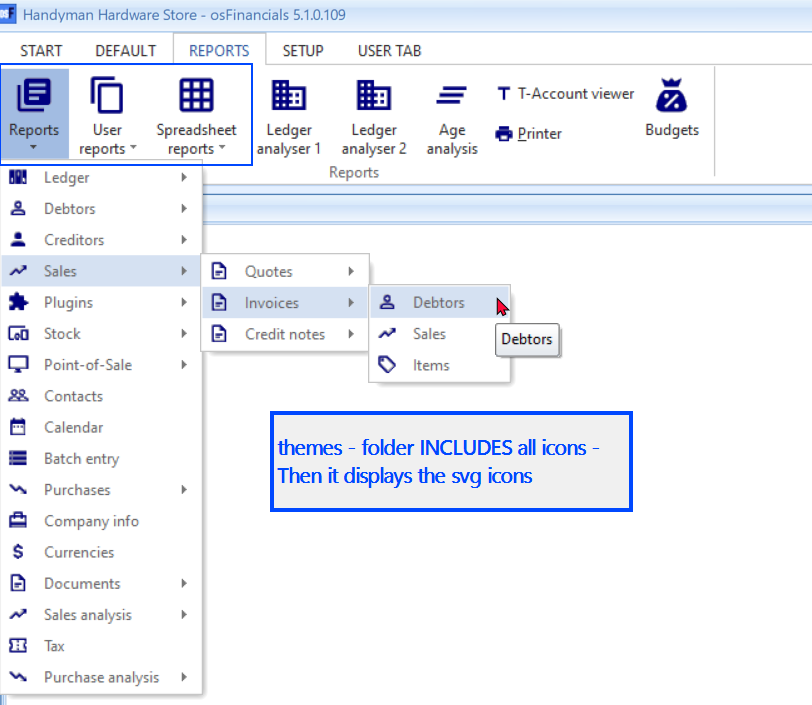 Handyman Hardware Store - osFinancials 5.1.0.109
START DEFAULT REPORTS SETUP USER TAB
Reports
User
reports
Spreadsheet
reports
Ledger
analyser 1
Ledger
analyser 2
Age
analysis
T-Account viewer
Printer
Budgets
Reports
Ledger
Debtors
Creditors
Sales
Plugins
Stock
Point-of-Sale
Contacts
Calendar
Batch entry
Purchases
Company info
Currencies
Documents
Sales analysis
Tax
Purchase analysis
Quotes
Invoices
Credit notes
Debtors
Sales
Items
Debtors
themes - folder INCLUDES all icons -
Then it displays the svg icons